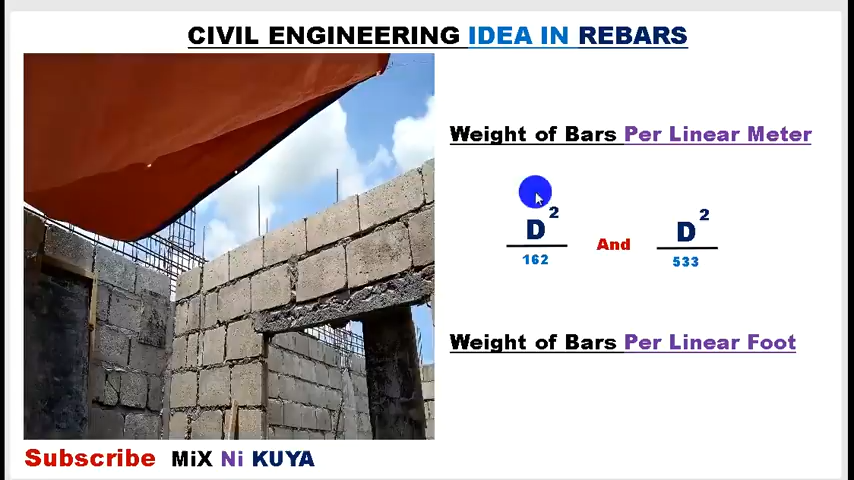 CIVIL ENGINEERING IDEA IN REBARS
Weight of Bars Per Linear Meter
D²
162
And
D²
533
Weight of Bars Per Linear Foot
Subscribe MiX Ni KUYA